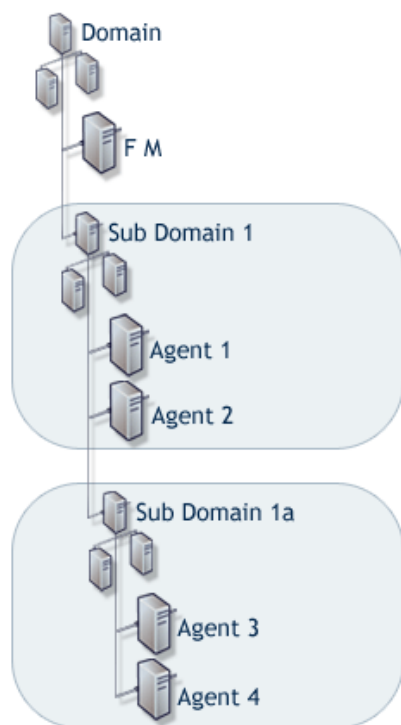 Domain
F M
Sub Domain 1
Agent 1
Agent 2
Sub Domain 1a
Agent 3
Agent 4